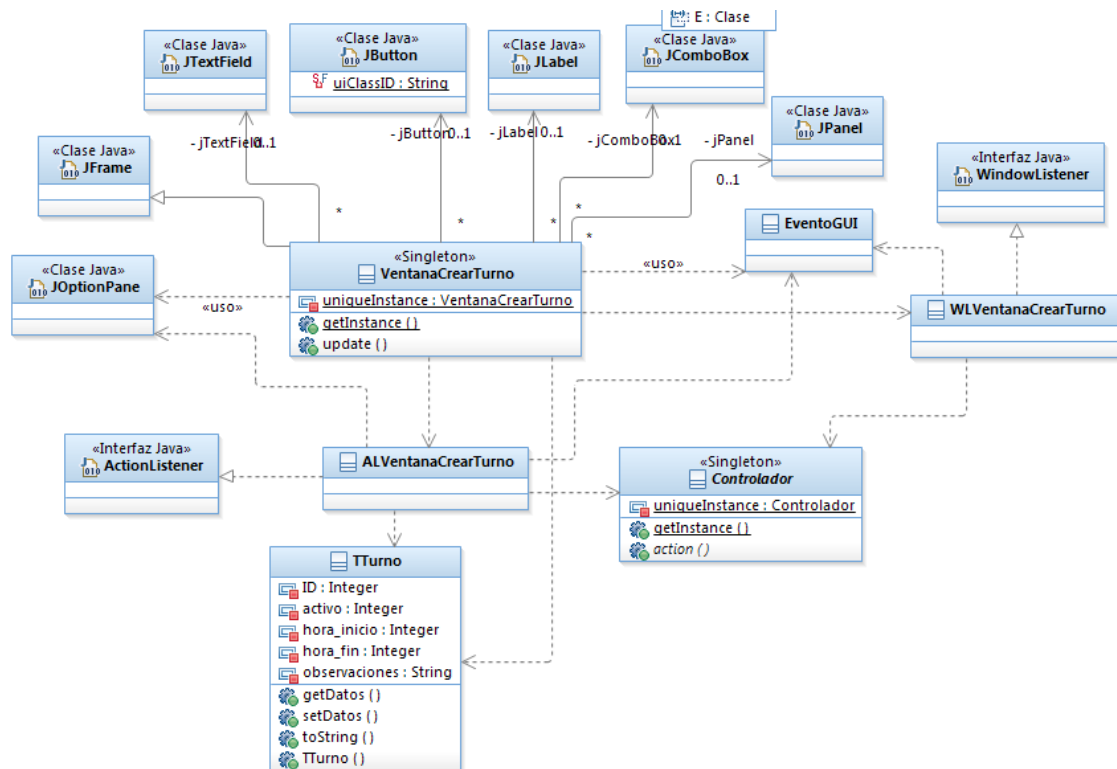 E : Clase
«Clase Java»
JTextField
«Clase Java»
JButton
uiClassID : String
«Clase Java»
JLabel
«Clase Java»
JComboBox
«Clase Java»
JPanel
- jTextField
0..1
- jButton
0..1
- jLabel
0..1
- jComboBox
0..1
- jPanel
0..1
«Clase Java»
JFrame
«Interfaz Java»
WindowListener
*
*
*
*
*
EventoGUI
«Clase Java»
JOptionPane
«uso»
«Singleton»
VentanaCrearTurno
uniqueInstance : VentanaCrearTurno
getInstance ()
update ()
«uso»
WLVentanaCrearTurno
«Interfaz Java»
ActionListener
ALVentanaCrearTurno
«Singleton»
Controlador
uniqueInstance : Controlador
getInstance ()
action ()
TTurno
ID : Integer
activo : Integer
hora_inicio : Integer
hora_fin : Integer
observaciones : String
getDatos ()
setDatos ()
toString ()
TTurno ()